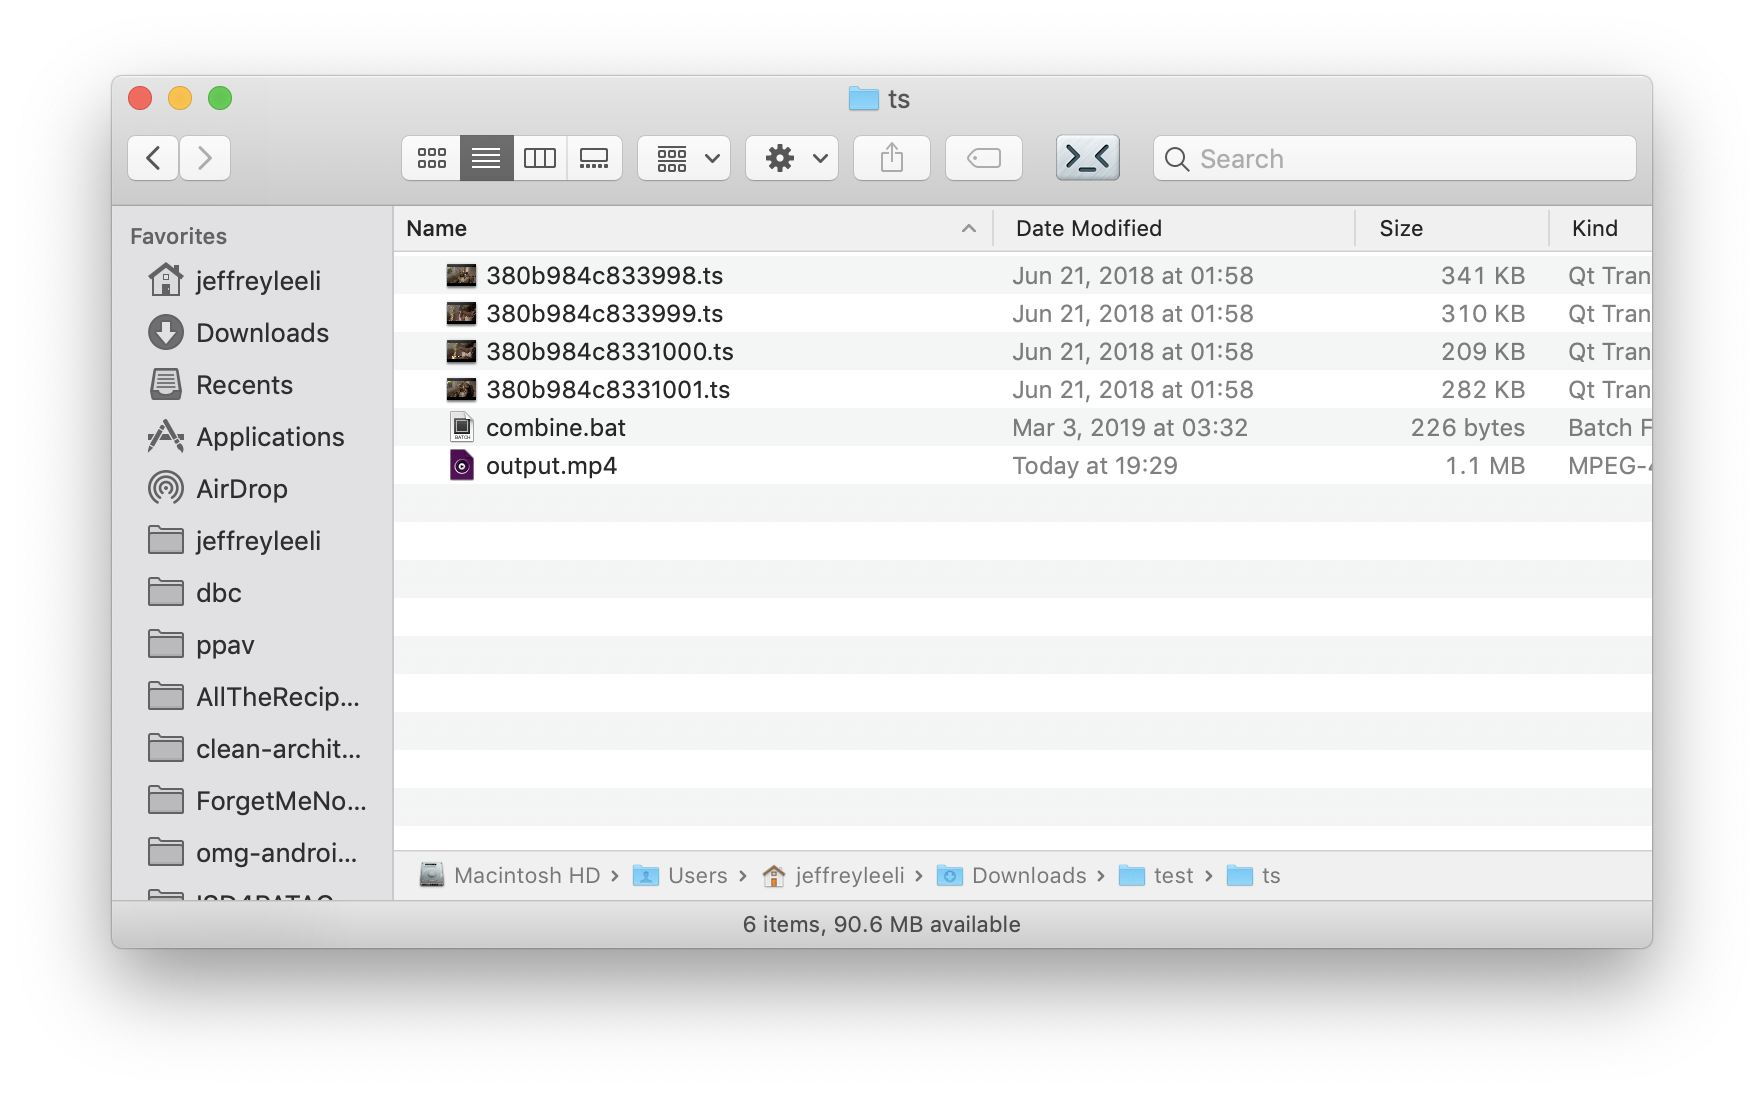 ts
Search
Favorites
jeffreyleeli
Downloads
Recents
Applications
AirDrop
jeffreyleeli
dbc
ppav
AllTheRecip...
clean-archit...
ForgetMeNo...
omg-androi...
Name Date Modified Size Kind
380b984c833998.ts Jun 21, 2018 at 01:58 341 KB Qt Tran
380b984c833999.ts Jun 21, 2018 at 01:58 310 KB Qt Tran
380b984c8331000.ts Jun 21, 2018 at 01:58 209 KB Qt Tran
380b984c8331001.ts Jun 21, 2018 at 01:58 282 KB Qt Tran
combine.bat Mar 3, 2019 at 03:32 226 bytes Batch F
output.mp4 Today at 19:29 1.1 MB MPEG-4
Macintosh HD › Users › jeffreyleeli › Downloads › test › ts
6 items, 90.6 MB available